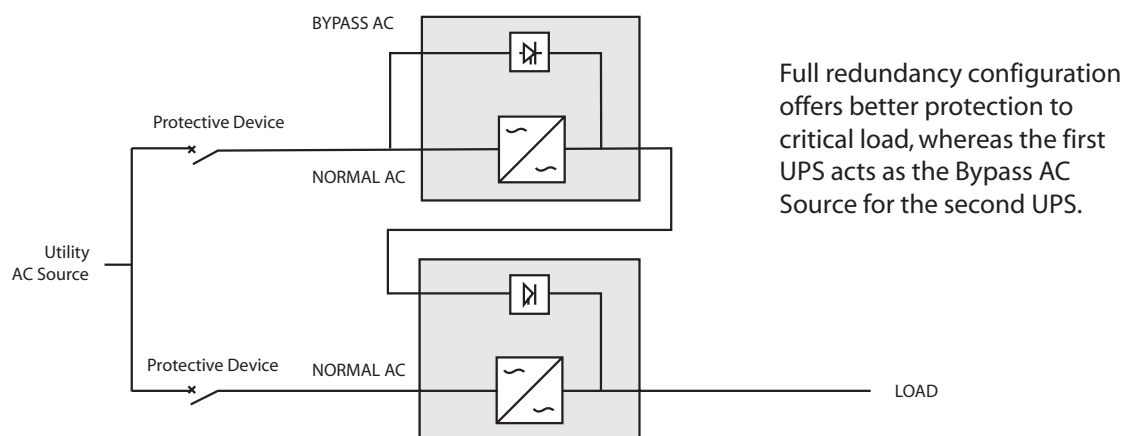 BYPASS AC
Protective Device
NORMAL AC
Utility
AC Source
Protective Device
NORMAL AC
LOAD
Full redundancy configuration
offers better protection to
critical load, whereas the first
UPS acts as the Bypass AC
Source for the second UPS.